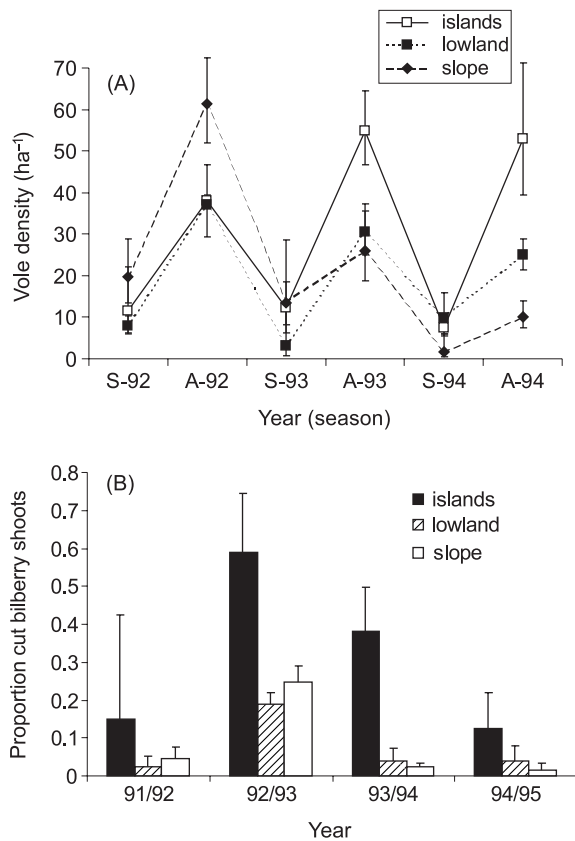 islands
lowland
slope
(A)
70
60
50
40
30
20
10
0
Vole density (ha⁻¹)
S-92 A-92 S-93 A-93 S-94 A-94
Year (season)
(B)
0.8
0.7
0.6
0.5
0.4
0.3
0.2
0.1
0
Proportion cut bilberry shoots
islands
lowland
slope
91/92 92/93 93/94 94/95
Year